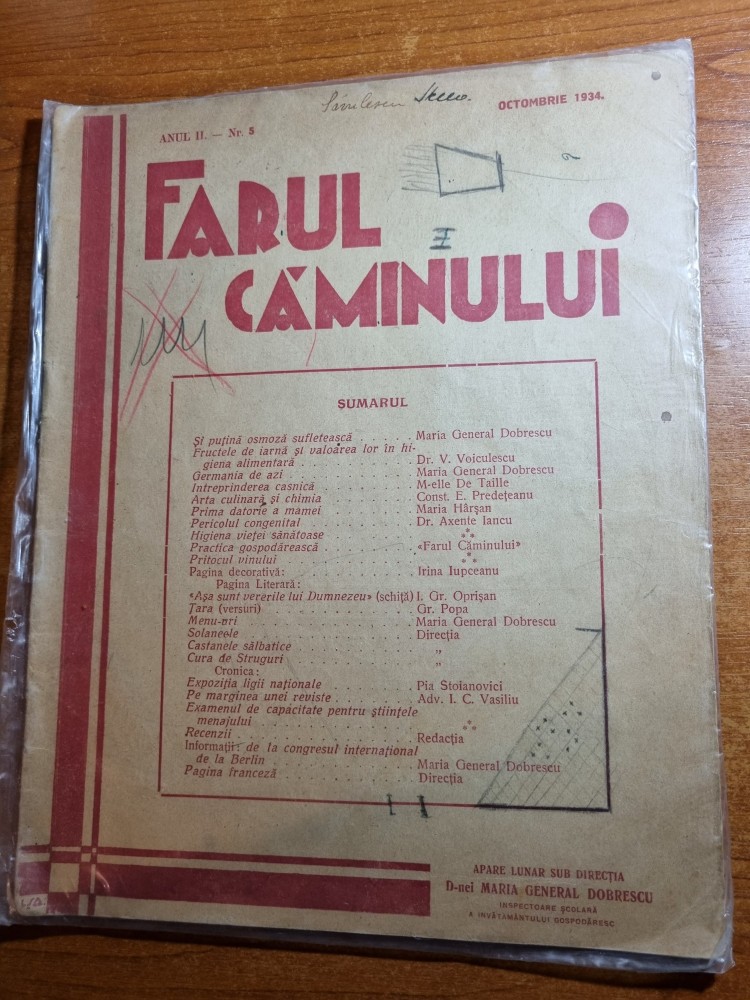 OCTOMBRIE 1934.
ANUL II. — Nr. 5
FARUL
CĂMINULUI
SUMARUL
Și puțină osmoză sufletească . . . . . Maria General Dobrescu
Fructele de iarnă și valoarea lor în hi-
giena alimentară . . . . . . . . . Dr. V. Voiculescu
Germania de azi . . . . . . . . . . Maria General Dobrescu
Intreprinderea casnică . . . . . . . . M-elle De Taille
Arta culinară și chimia . . . . . . . Const. E. Predețeanu
Prima datorie a mamei . . . . . . . Maria Hârșan
Pericolul congenital . . . . . . . . . Dr. Axente Iancu
Higiena vieței sănătoase . . . . . . . ⁂
Practica gospodărească . . . . . . . «Farul Căminului»
Pritocul vinului . . . . . . . . . . ⁂
Pagina decorativă: . . . . . . . . . Irina Iupceanu
Pagina Literară:
«Așa sunt vererile lui Dumnezeu» (schiță) I. Gr. Oprișan
Țara (versuri) . . . . . . . . . . Gr. Popa
Menu-uri . . . . . . . . . . . . Maria General Dobrescu
Solaneele . . . . . . . . . . . . Direcția
Castanele sălbatice . . . . . . . . . „
Cura de Struguri . . . . . . . . . „
Cronica:
Expoziția ligii naționale . . . . . . . Pia Stoianovici
Pe marginea unei reviste . . . . . . . Adv. I. C. Vasiliu
Examenul de capacitate pentru științele
menajului . . . . . . . . . . . ⁂
Recenzii . . . . . . . . . . . . Redacția
Informații: de la congresul internațional
de la Berlin . . . . . . . . . . Maria General Dobrescu
Pagina franceză . . . . . . . . . . Direcția
APARE LUNAR SUB DIRECȚIA
D-nei MARIA GENERAL DOBRESCU
INSPECTOARE ȘCOLARĂ
A INVĂȚĂMÂNTULUI GOSPODĂRESC